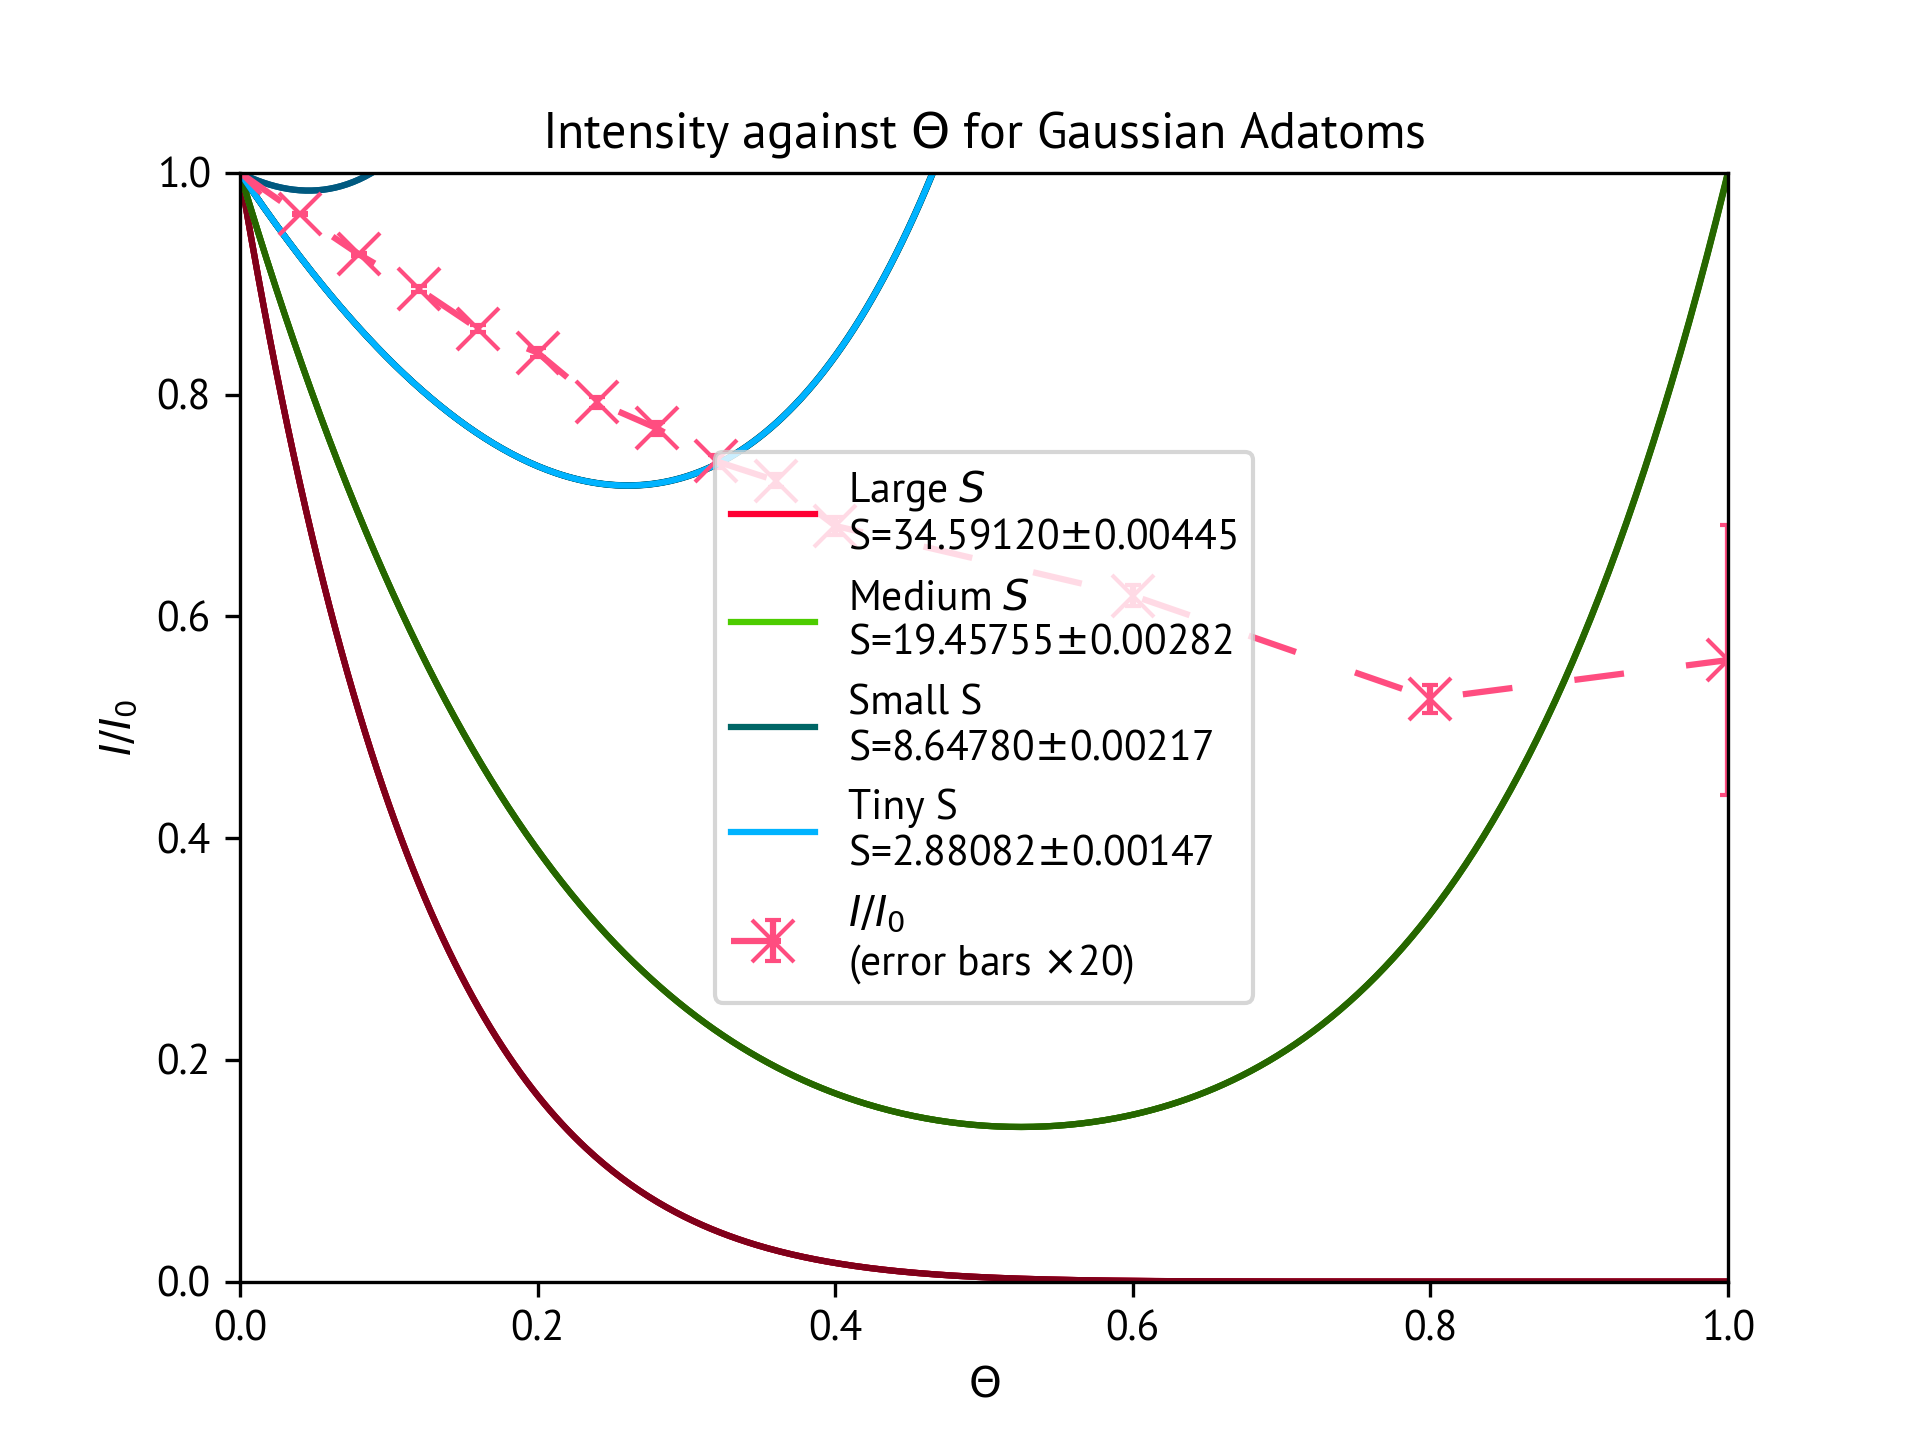 Intensity against Θ for Gaussian Adatoms
1.0
0.8
0.6
0.4
0.2
0.0
I/I₀
Large S
S=34.59120±0.00445
Medium S
S=19.45755±0.00282
Small S
S=8.64780±0.00217
Tiny S
S=2.88082±0.00147
I/I₀
(error bars ×20)
0.0 0.2 0.4 0.6 0.8 1.0
Θ